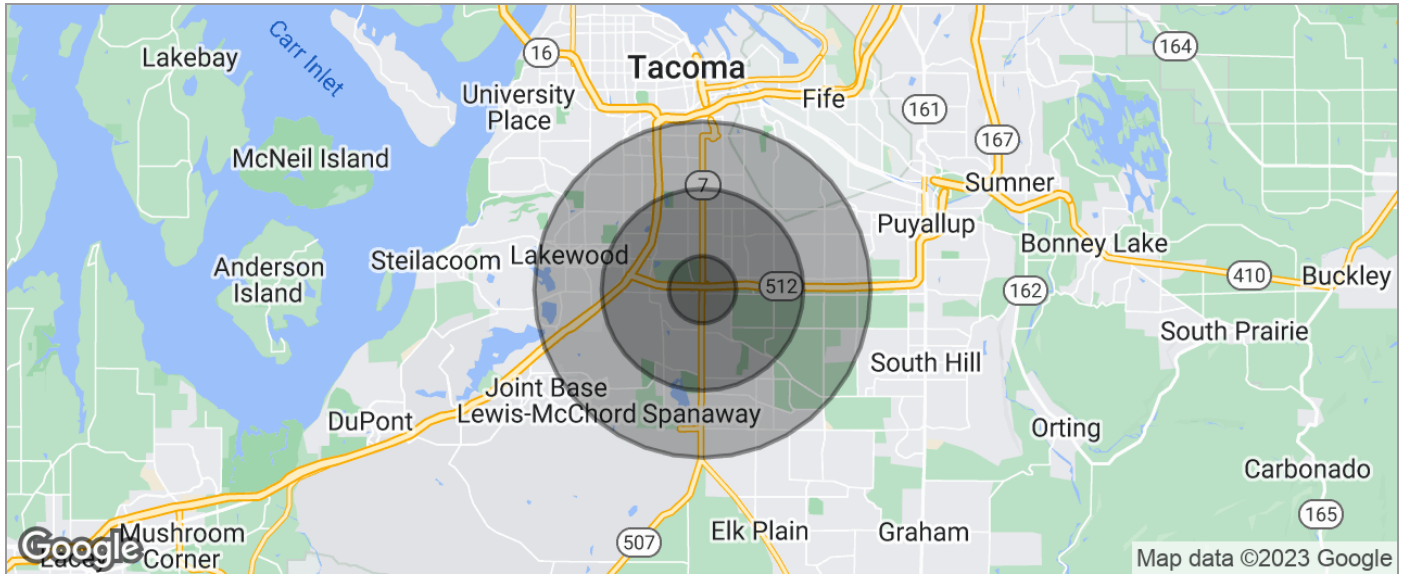 Lakebay
Carr Inlet
16
Tacoma
164
University
Place
Fife
161
167
McNeil Island
7
Sumner
Puyallup
Lakewood
Steilacoom
Bonney Lake
Anderson
Island
512
162
410
Buckley
South Prairie
South Hill
Joint Base
Lewis-McChord
Spanaway
DuPont
Orting
Carbonado
165
Mushroom
Corner
507
Elk Plain
Graham
Google
Lacey
Map data ©2023 Google